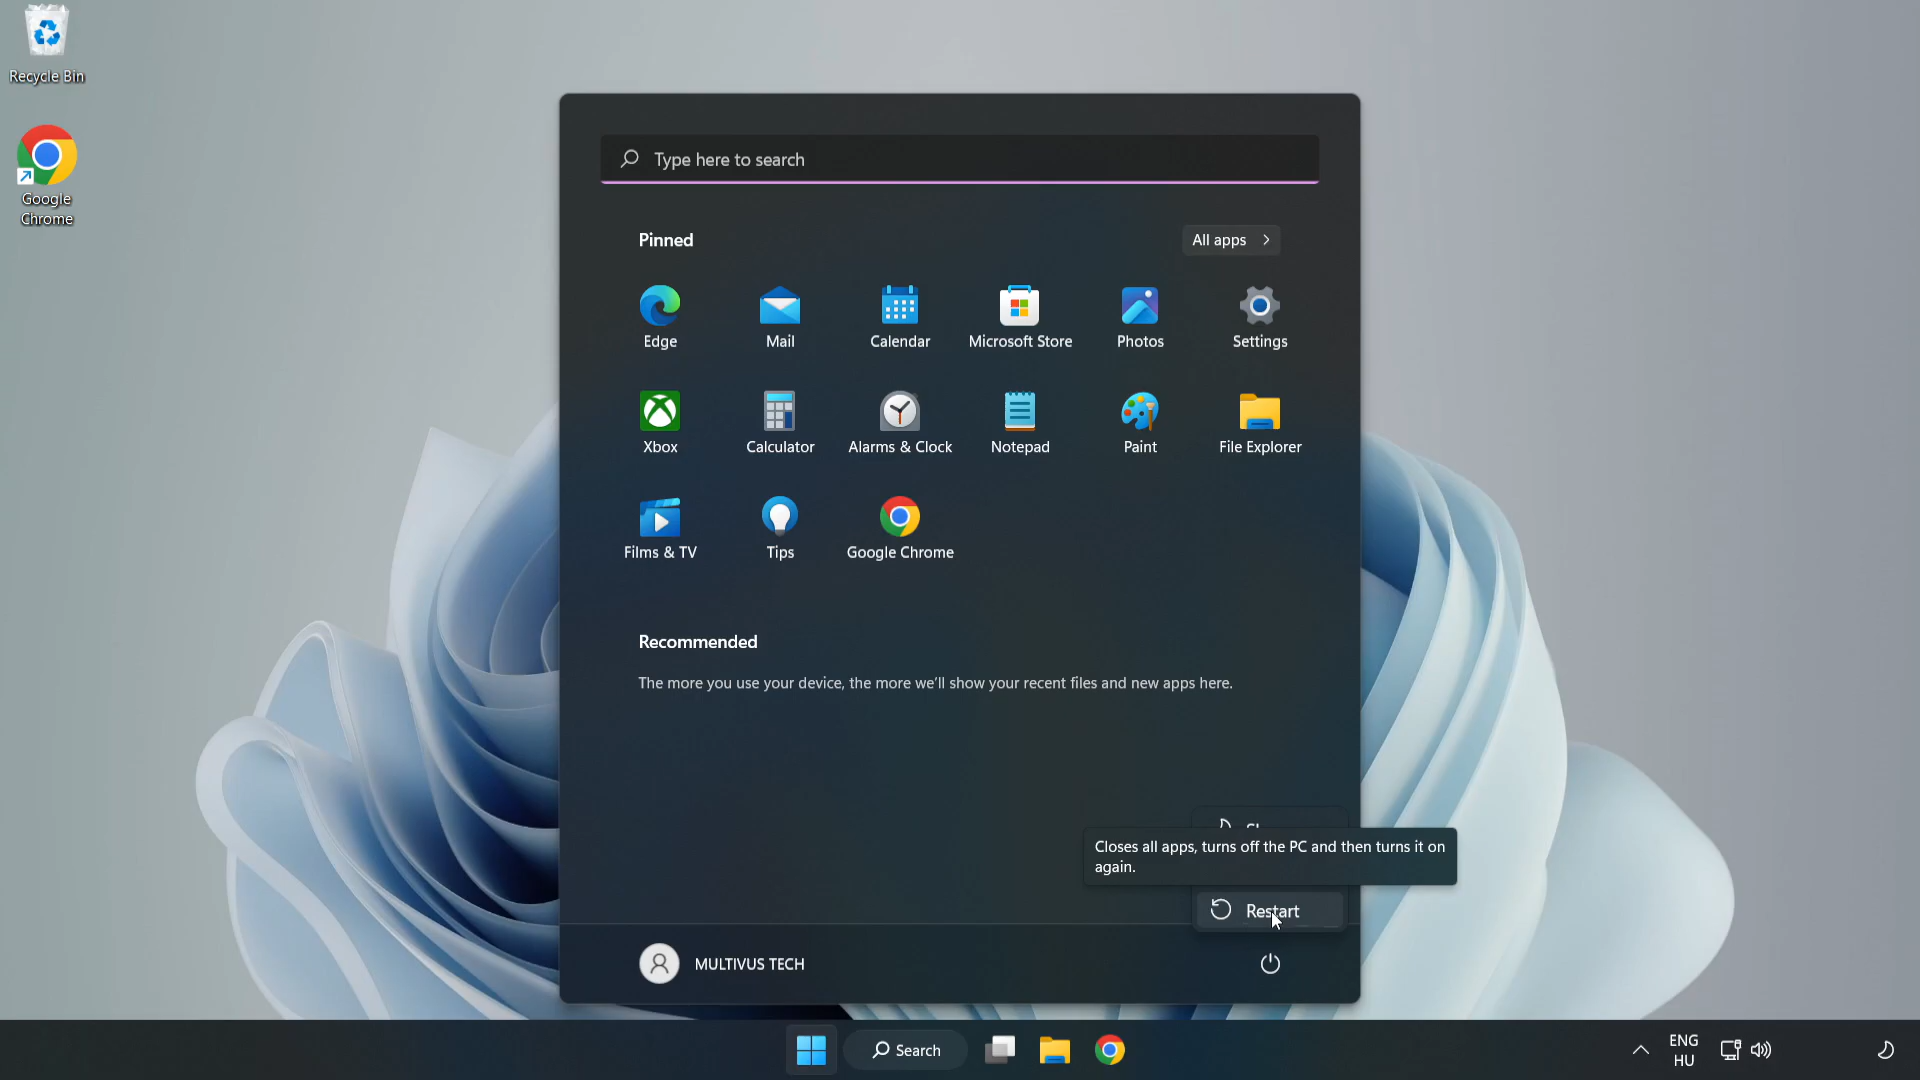 Recycle Bin
Google
Chrome
Type here to search
Pinned
All apps
Edge
Mail
Calendar
Microsoft Store
Photos
Settings
Xbox
Calculator
Alarms & Clock
Notepad
Paint
File Explorer
Films & TV
Tips
Google Chrome
Recommended
The more you use your device, the more we'll show your recent files and new apps here.
Closes all apps, turns off the PC and then turns it on
again.
Restart
MULTIVUS TECH
Search
ENG
HU